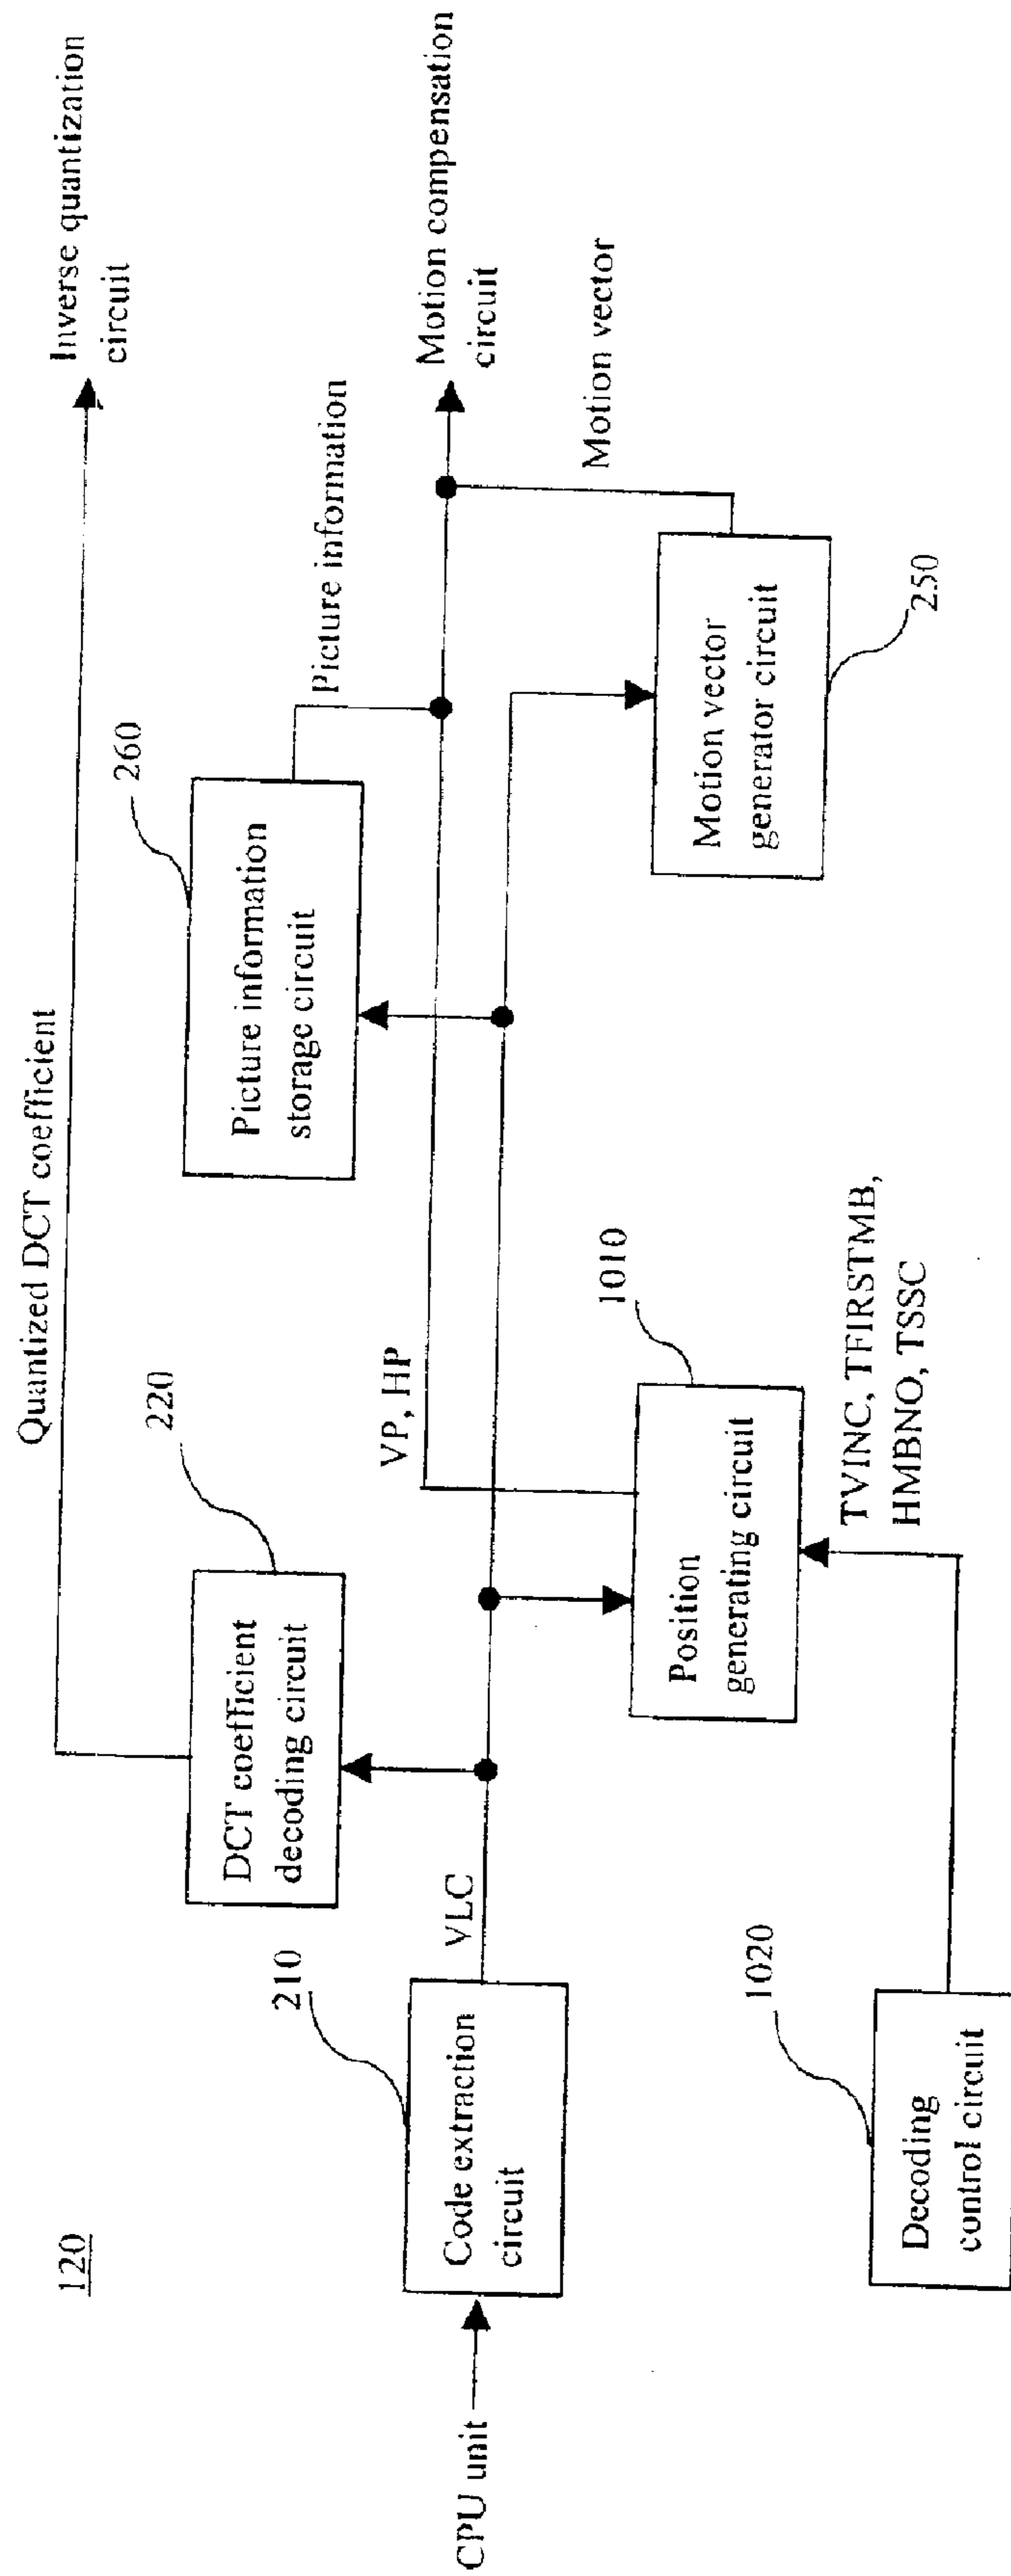 120
Quantized DCT coefficient
Inverse quantization
circuit
220
DCT coefficient
decoding circuit
260
Picture information
storage circuit
Picture information
210
Code extraction
circuit
CPU unit
VLC
VP, HP
Motion compensation
circuit
Motion vector
1010
Position
generating circuit
Motion vector
generator circuit
250
TVINC, TFIRSTMB,
HMBNO, TSSC
1020
Decoding
control circuit